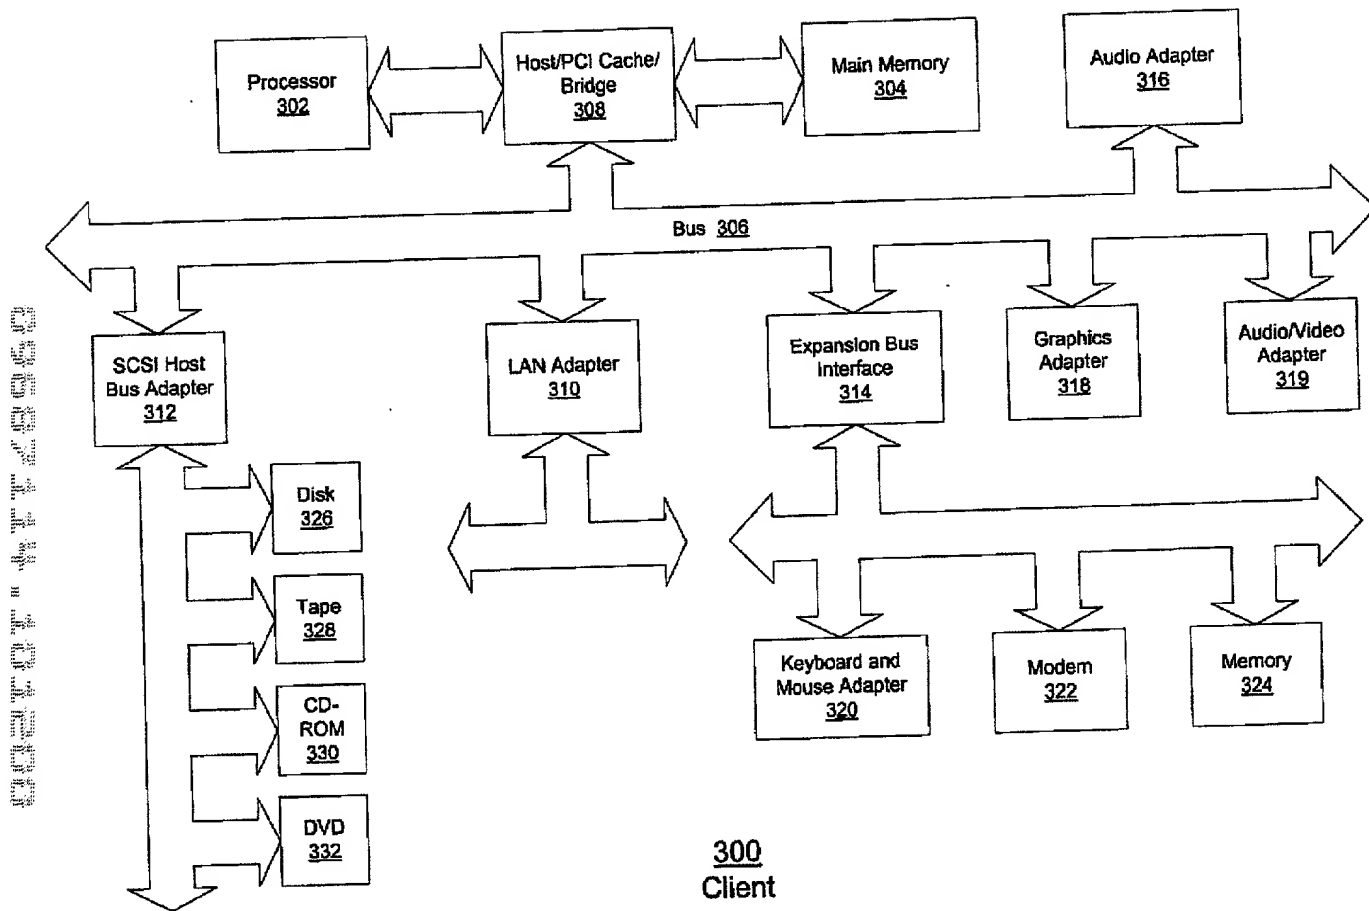 Processor
302
Host/PCI Cache/
Bridge
308
Main Memory
304
Audio Adapter
316
Bus 306
SCSI Host
Bus Adapter
312
LAN Adapter
310
Expansion Bus
Interface
314
Graphics
Adapter
318
Audio/Video
Adapter
319
Disk
326
Tape
328
CD-
ROM
330
DVD
332
Keyboard and
Mouse Adapter
320
Modem
322
Memory
324
300
Client